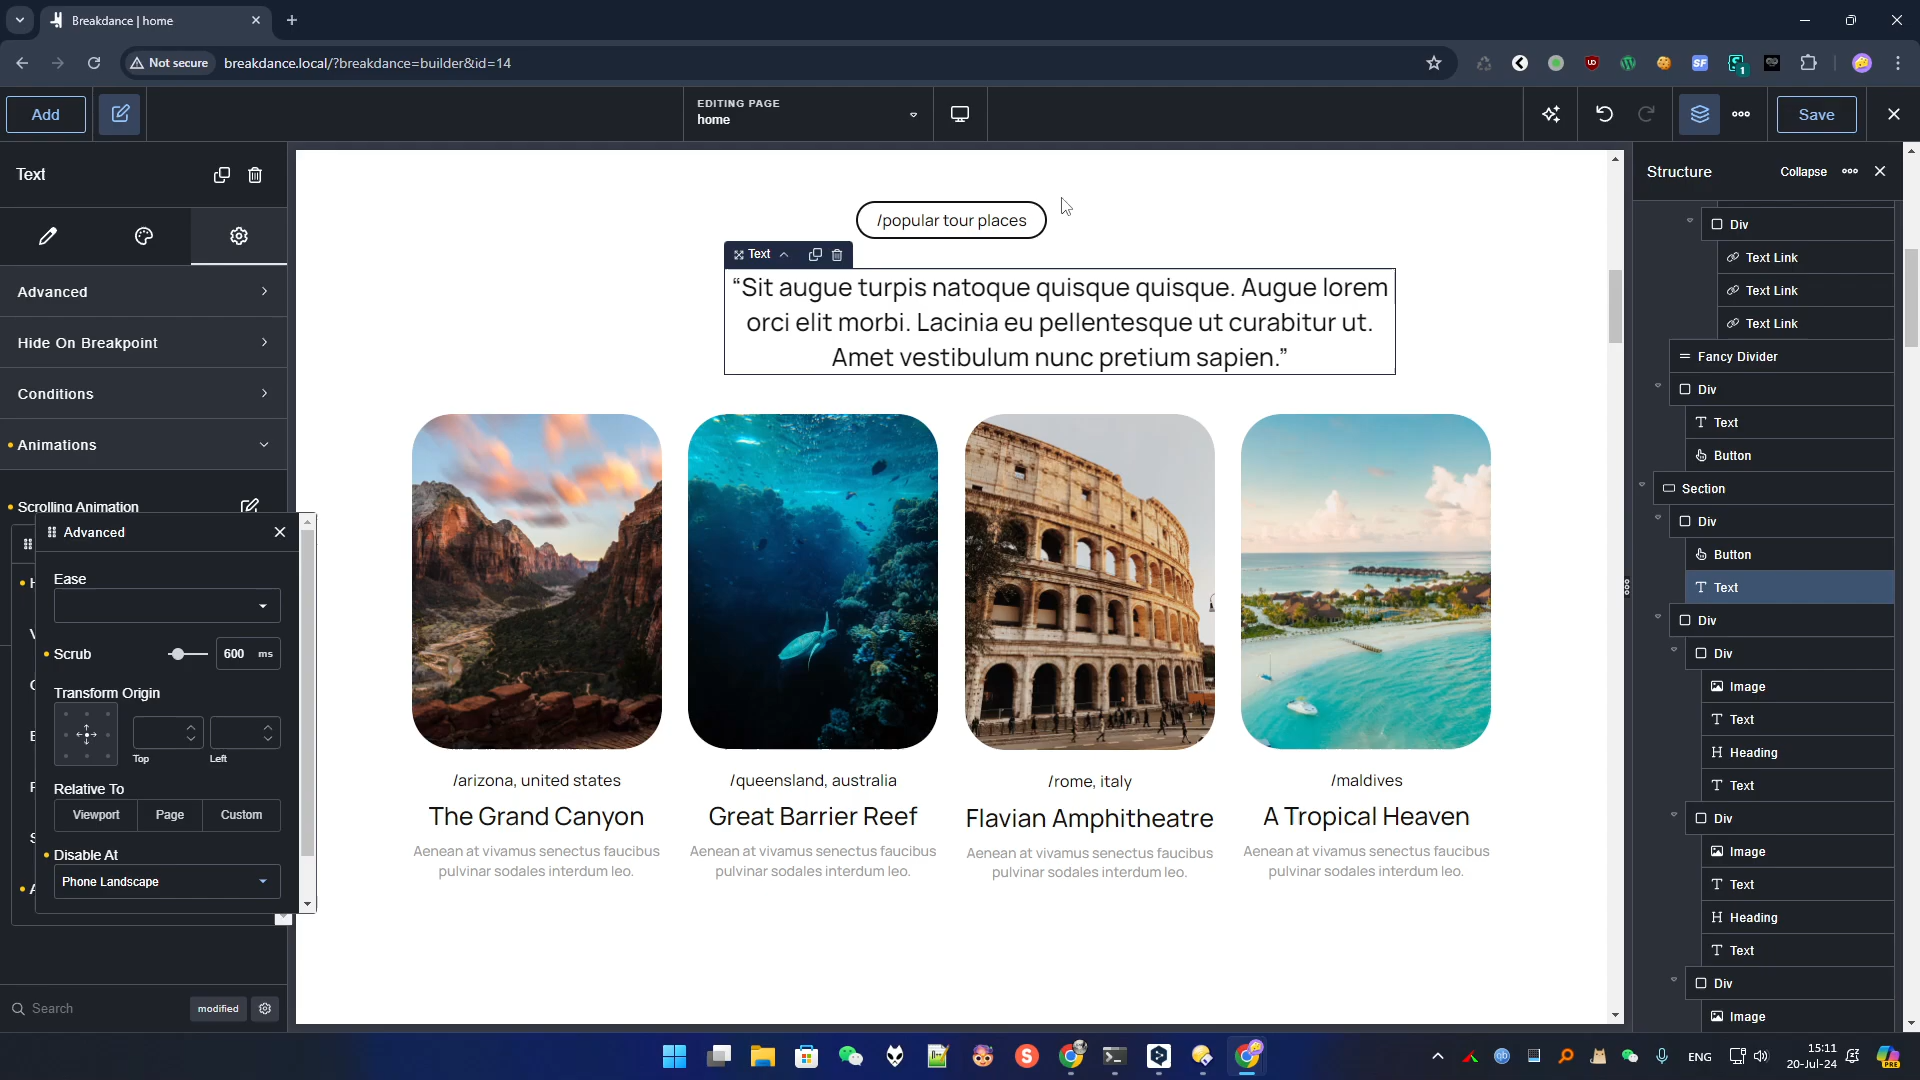 Breakdance | home
Not secure
breakdance.local/?breakdance=builder&id=14
Add
EDITING PAGE
home
Save
Text
Advanced
Hide On Breakpoint
Conditions
Animations
Scrolling Animation
Advanced
Ease
Scrub
600 ms
Transform Origin
Top
Left
Relative To
Viewport
Page
Custom
Disable At
Phone Landscape
Search
modified
/popular tour places
Text
“Sit augue turpis natoque quisque quisque. Augue lorem
orci elit morbi. Lacinia eu pellentesque ut curabitur ut.
Amet vestibulum nunc pretium sapien.”
/arizona, united states
The Grand Canyon
Aenean at vivamus senectus faucibus
pulvinar sodales interdum leo.
/queensland, australia
Great Barrier Reef
Aenean at vivamus senectus faucibus
pulvinar sodales interdum leo.
/rome, italy
Flavian Amphitheatre
Aenean at vivamus senectus faucibus
pulvinar sodales interdum leo.
/maldives
A Tropical Heaven
Aenean at vivamus senectus faucibus
pulvinar sodales interdum leo.
Structure
Collapse
Div
Text Link
Text Link
Text Link
Fancy Divider
Div
Text
Button
Section
Div
Button
Text
Div
Div
Image
Text
Heading
Text
Div
Image
Text
Heading
Text
Div
Image
ENG
15:11
20-Jul-24